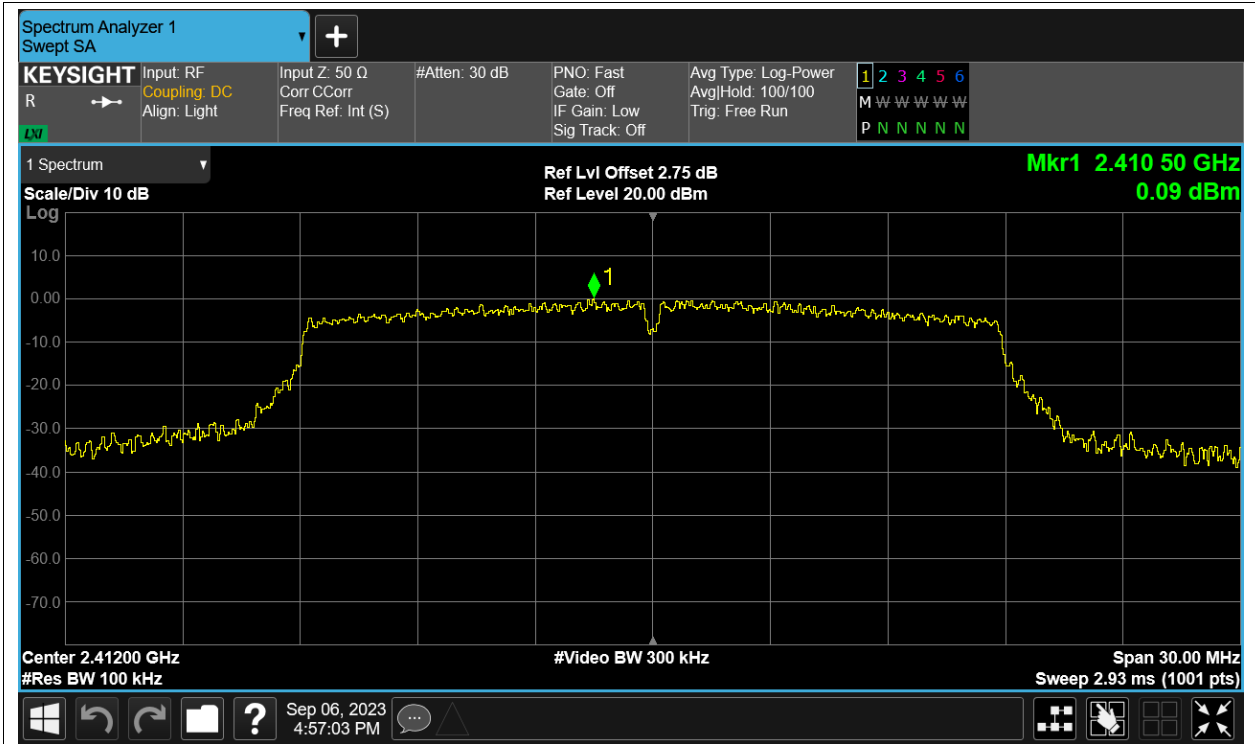 Spectrum Analyzer 1
Swept SA
KEYSIGHT
R
LXI
Input: RF
Coupling: DC
Align: Light
Input Z: 50 Ω
Corr CCorr
Freq Ref: Int (S)
#Atten: 30 dB
PNO: Fast
Gate: Off
IF Gain: Low
Sig Track: Off
Avg Type: Log-Power
Avg|Hold: 100/100
Trig: Free Run
1 2 3 4 5 6
M W W W W W
P N N N N N
1 Spectrum
Scale/Div 10 dB
Log
Ref Lvl Offset 2.75 dB
Ref Level 20.00 dBm
Mkr1 2.410 50 GHz
0.09 dBm
10.0
1
0.00
-10.0
-20.0
-30.0
-40.0
-50.0
-60.0
-70.0
Center 2.41200 GHz
#Res BW 100 kHz
#Video BW 300 kHz
Span 30.00 MHz
Sweep 2.93 ms (1001 pts)
?
Sep 06, 2023
4:57:03 PM